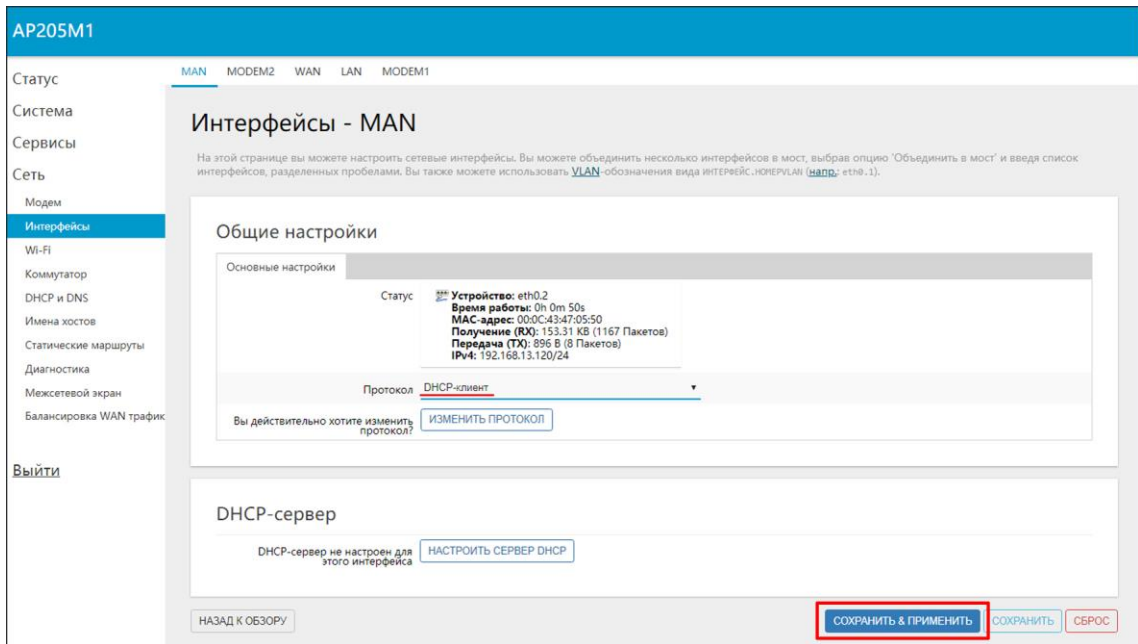 AP205M1
Статус
Система
Сервисы
Сеть
Модем
Интерфейсы
Wi-Fi
Коммутатор
DHCP и DNS
Имена хостов
Статические маршруты
Диагностика
Межсетевой экран
Балансировка WAN трафик
Выйти
MAN MODEM2 WAN LAN MODEM1
Интерфейсы - MAN
На этой странице вы можете настроить сетевые интерфейсы. Вы можете объединить несколько интерфейсов в мост, выбрав опцию 'Объединить в мост' и введя список
интерфейсов, разделенных пробелами. Вы также можете использовать VLAN-обозначения вида ИНТЕРФЕЙС.НОМЕРVLAN (напр.: eth0.1).
Общие настройки
Основные настройки
Статус
Устройство: eth0.2
Время работы: 0h 0m 50s
MAC-адрес: 00:0C:43:47:05:50
Получение (RX): 153.31 KB (1167 Пакетов)
Передача (TX): 896 B (8 Пакетов)
IPv4: 192.168.13.120/24
Протокол DHCP-клиент
Вы действительно хотите изменить
протокол?
ИЗМЕНИТЬ ПРОТОКОЛ
DHCP-сервер
DHCP-сервер не настроен для
этого интерфейса
НАСТРОИТЬ СЕРВЕР DHCP
НАЗАД К ОБЗОРУ СОХРАНИТЬ & ПРИМЕНИТЬ СОХРАНИТЬ СБРОС